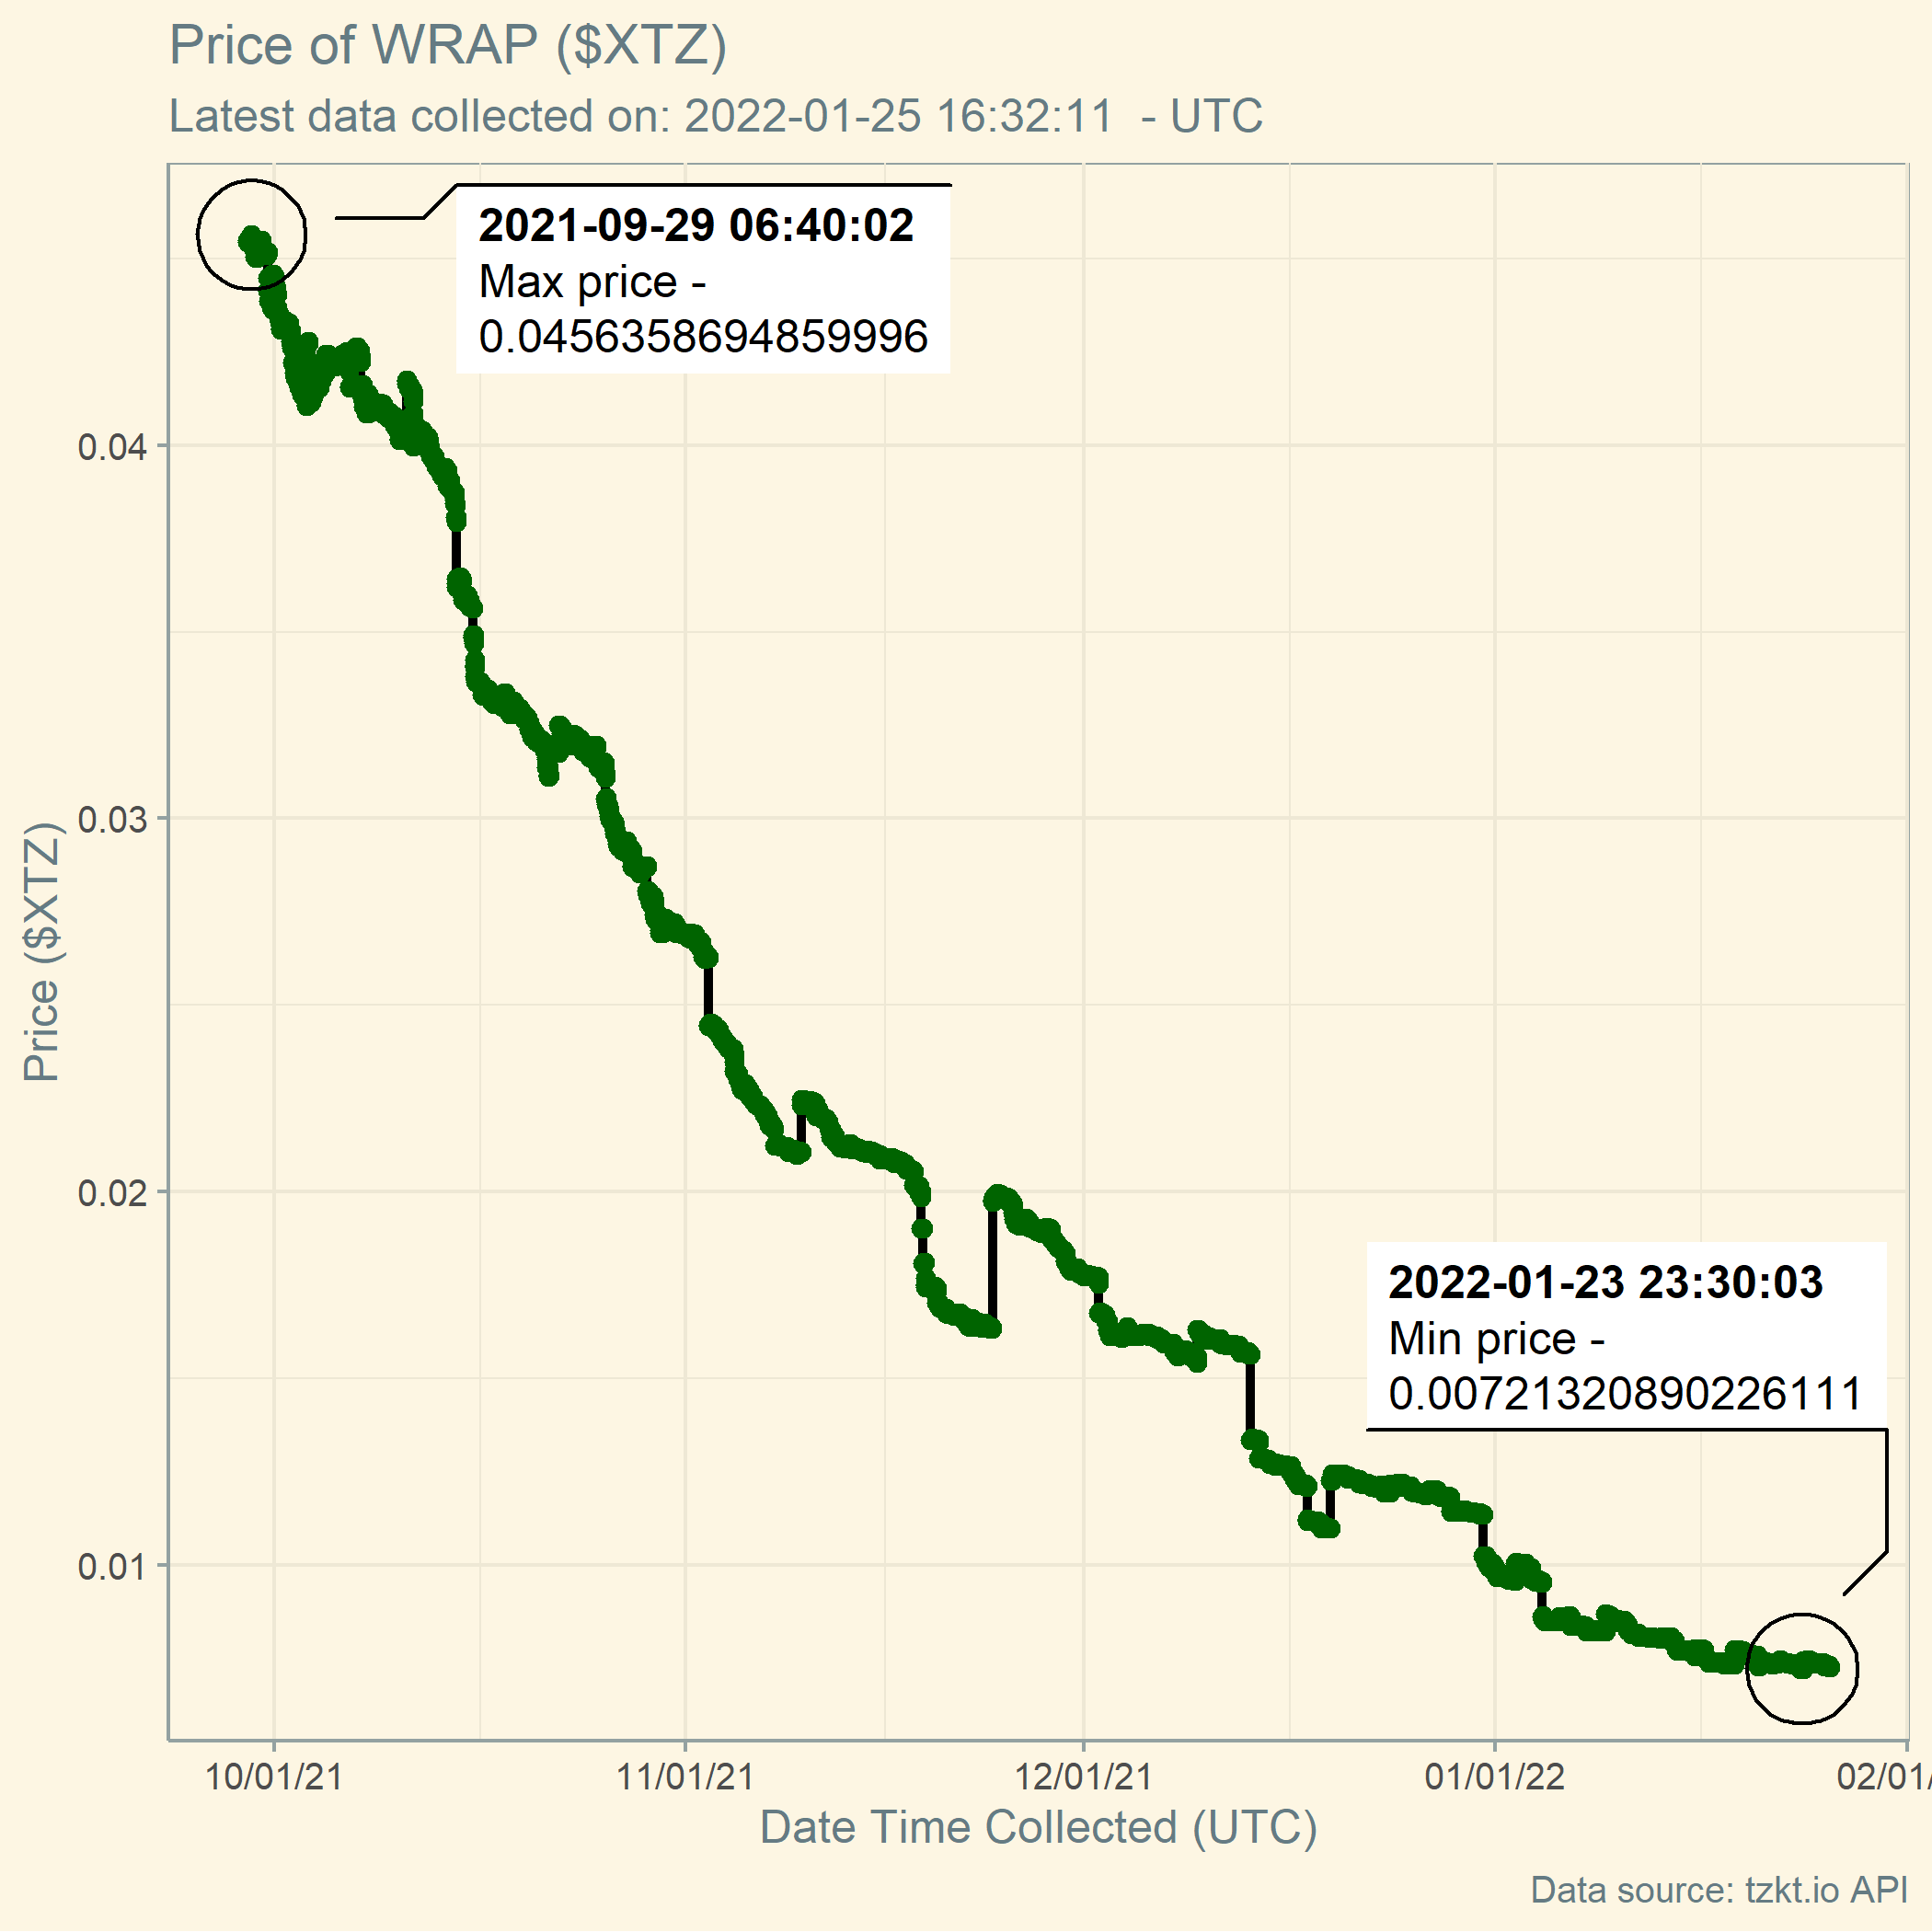 Price of WRAP ($XTZ)
Latest data collected on: 2022-01-25 16:32:11  - UTC
2021-09-29 06:40:02
Max price -
0.0456358694859996
0.04
0.03
0.02
0.01
Price ($XTZ)
2022-01-23 23:30:03
Min price -
0.00721320890226111
10/01/21
11/01/21
12/01/21
01/01/22
02/01/
Date Time Collected (UTC)
Data source: tzkt.io API